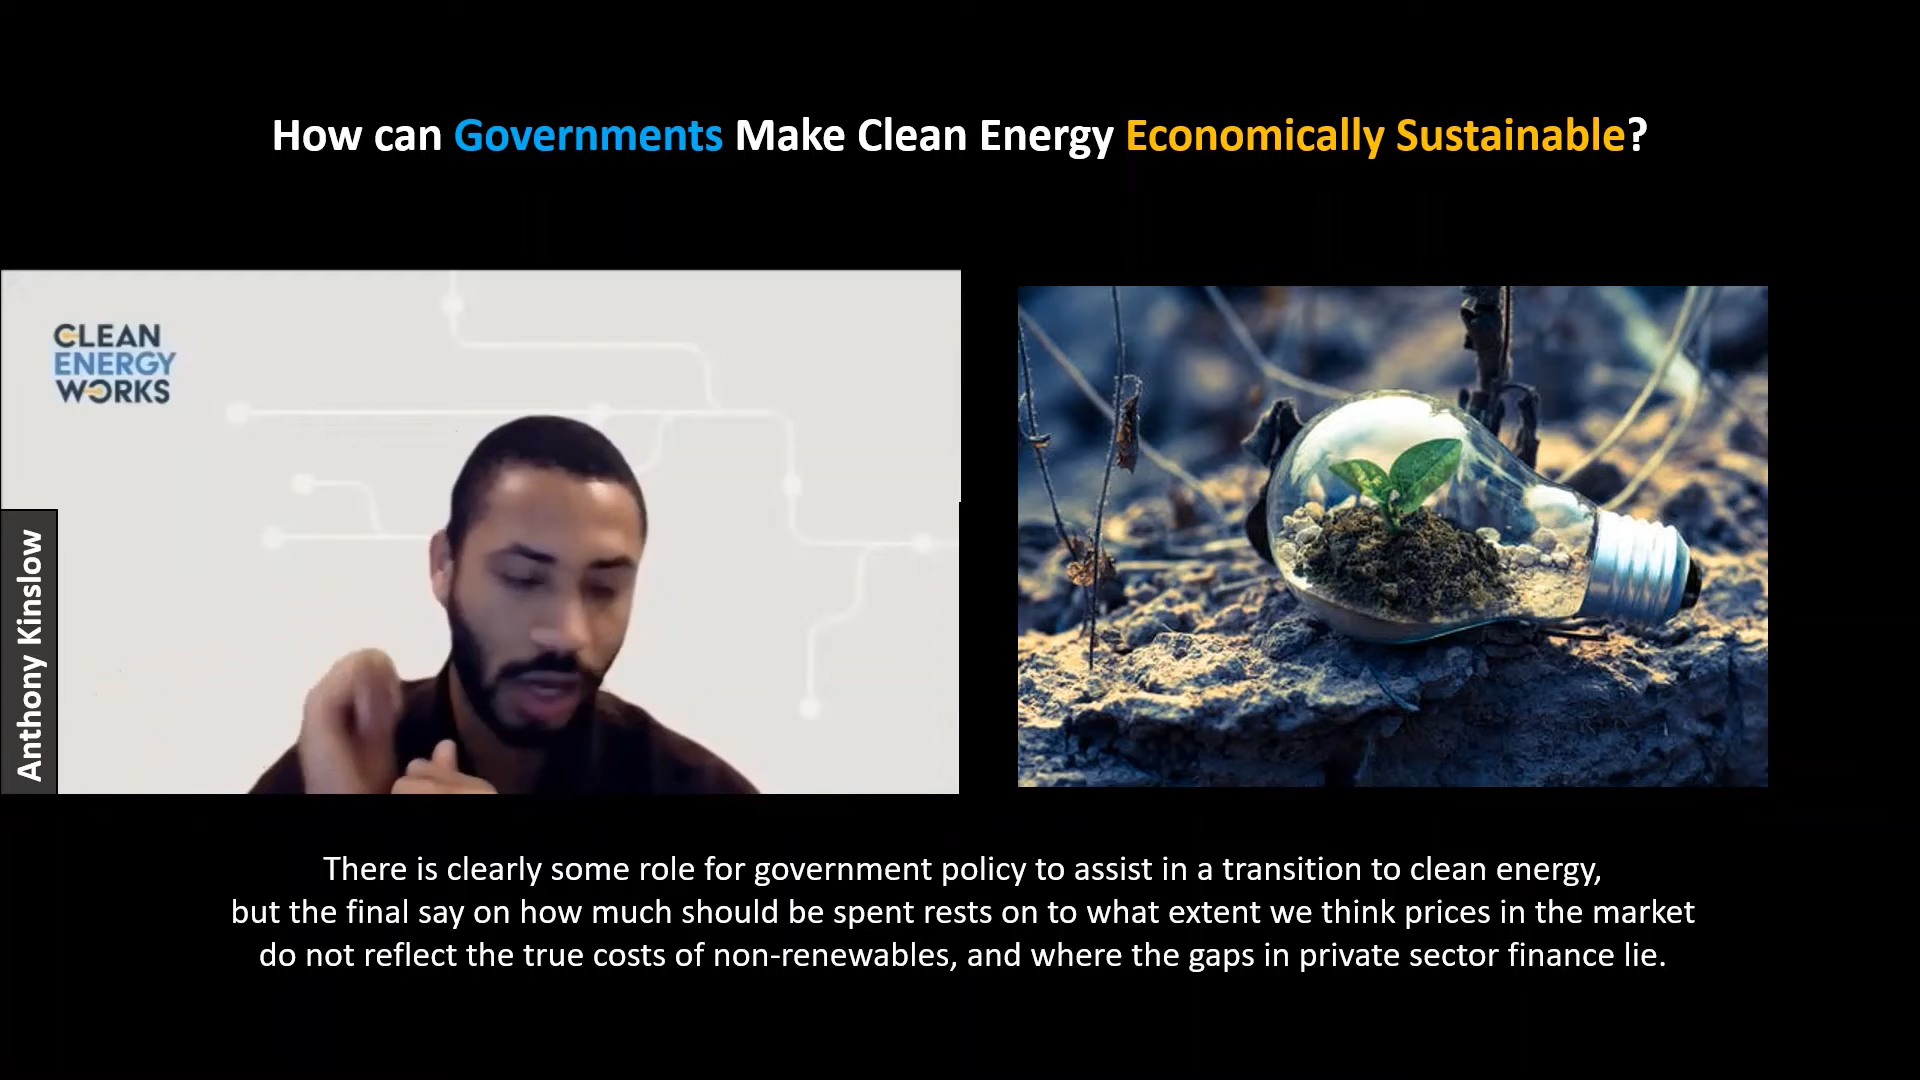 How can Governments Make Clean Energy Economically Sustainable?
CLEAN
ENERGY
WORKS
Anthony Kinslow
There is clearly some role for government policy to assist in a transition to clean energy,
but the final say on how much should be spent rests on to what extent we think prices in the market
do not reflect the true costs of non-renewables, and where the gaps in private sector finance lie.